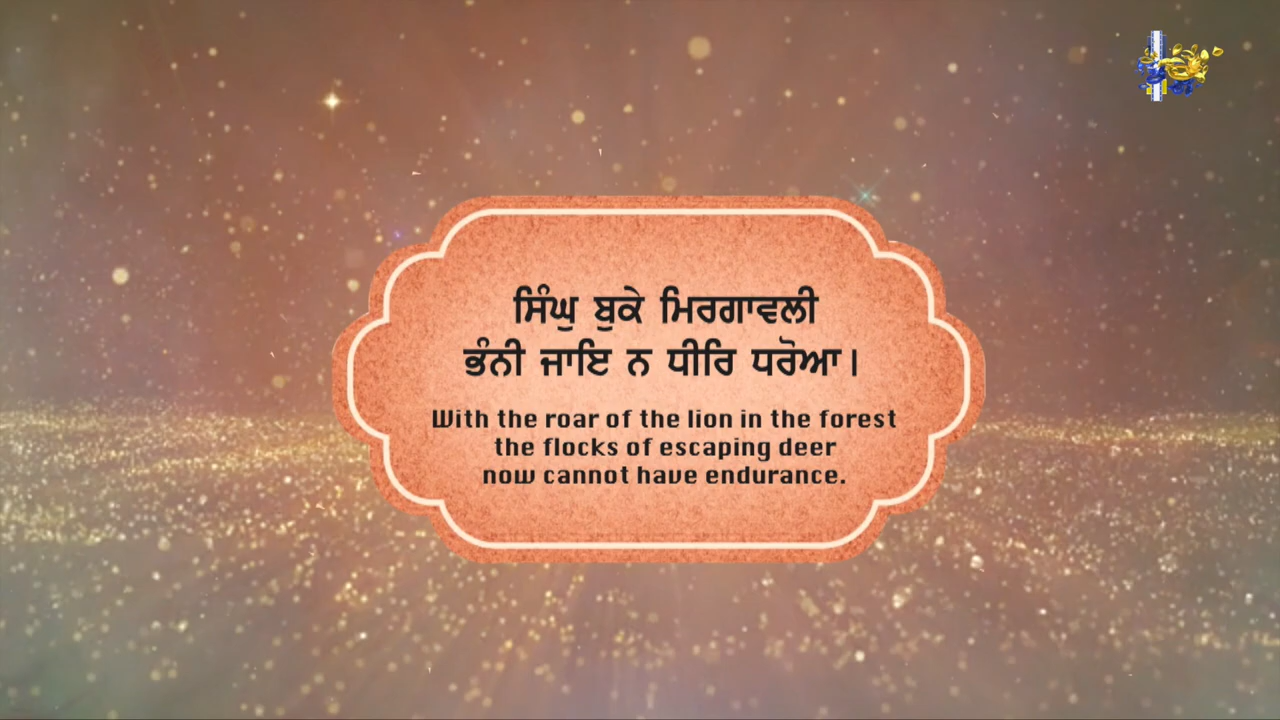 ਸਿੰਘੁ ਬੁਕੇ ਮਿਰਗਾਵਲੀ
ਭੰਨੀ ਜਾਇ ਨ ਧੀਰਿ ਧਰੋਆ।
With the roar of the lion in the forest
the flocks of escaping deer
now cannot have endurance.